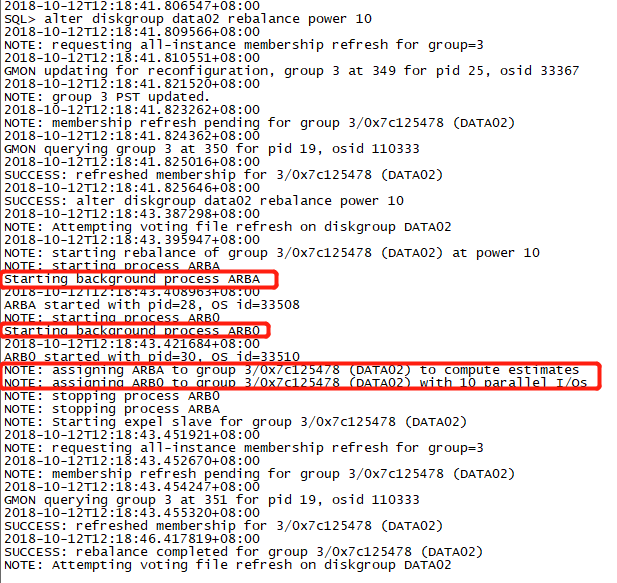 2018-10-12T12:18:41.806547+08:00
SQL> alter diskgroup data02 rebalance power 10
2018-10-12T12:18:41.809566+08:00
NOTE: requesting all-instance membership refresh for group=3
2018-10-12T12:18:41.810551+08:00
GMON updating for reconfiguration, group 3 at 349 for pid 25, osid 33367
2018-10-12T12:18:41.821520+08:00
NOTE: group 3 PST updated.
2018-10-12T12:18:41.823262+08:00
NOTE: membership refresh pending for group 3/0x7c125478 (DATA02)
2018-10-12T12:18:41.824362+08:00
GMON querying group 3 at 350 for pid 19, osid 110333
2018-10-12T12:18:41.825016+08:00
SUCCESS: refreshed membership for 3/0x7c125478 (DATA02)
2018-10-12T12:18:41.825646+08:00
SUCCESS: alter diskgroup data02 rebalance power 10
2018-10-12T12:18:43.387298+08:00
NOTE: Attempting voting file refresh on diskgroup DATA02
2018-10-12T12:18:43.395947+08:00
NOTE: starting rebalance of group 3/0x7c125478 (DATA02) at power 10
NOTE: starting process ARBA
Starting background process ARBA
2018-10-12T12:18:43.408963+08:00
ARBA started with pid=28, OS id=33508
NOTE: starting process ARB0
Starting background process ARB0
2018-10-12T12:18:43.421684+08:00
ARB0 started with pid=30, OS id=33510
NOTE: assigning ARBA to group 3/0x7c125478 (DATA02) to compute estimates
NOTE: assigning ARB0 to group 3/0x7c125478 (DATA02) with 10 parallel I/Os
NOTE: stopping process ARB0
NOTE: stopping process ARBA
NOTE: Starting expel slave for group 3/0x7c125478 (DATA02)
2018-10-12T12:18:43.451921+08:00
NOTE: requesting all-instance membership refresh for group=3
2018-10-12T12:18:43.452670+08:00
NOTE: membership refresh pending for group 3/0x7c125478 (DATA02)
2018-10-12T12:18:43.454247+08:00
GMON querying group 3 at 351 for pid 19, osid 110333
2018-10-12T12:18:43.455320+08:00
SUCCESS: refreshed membership for 3/0x7c125478 (DATA02)
2018-10-12T12:18:46.417819+08:00
SUCCESS: rebalance completed for group 3/0x7c125478 (DATA02)
NOTE: Attempting voting file refresh on diskgroup DATA02